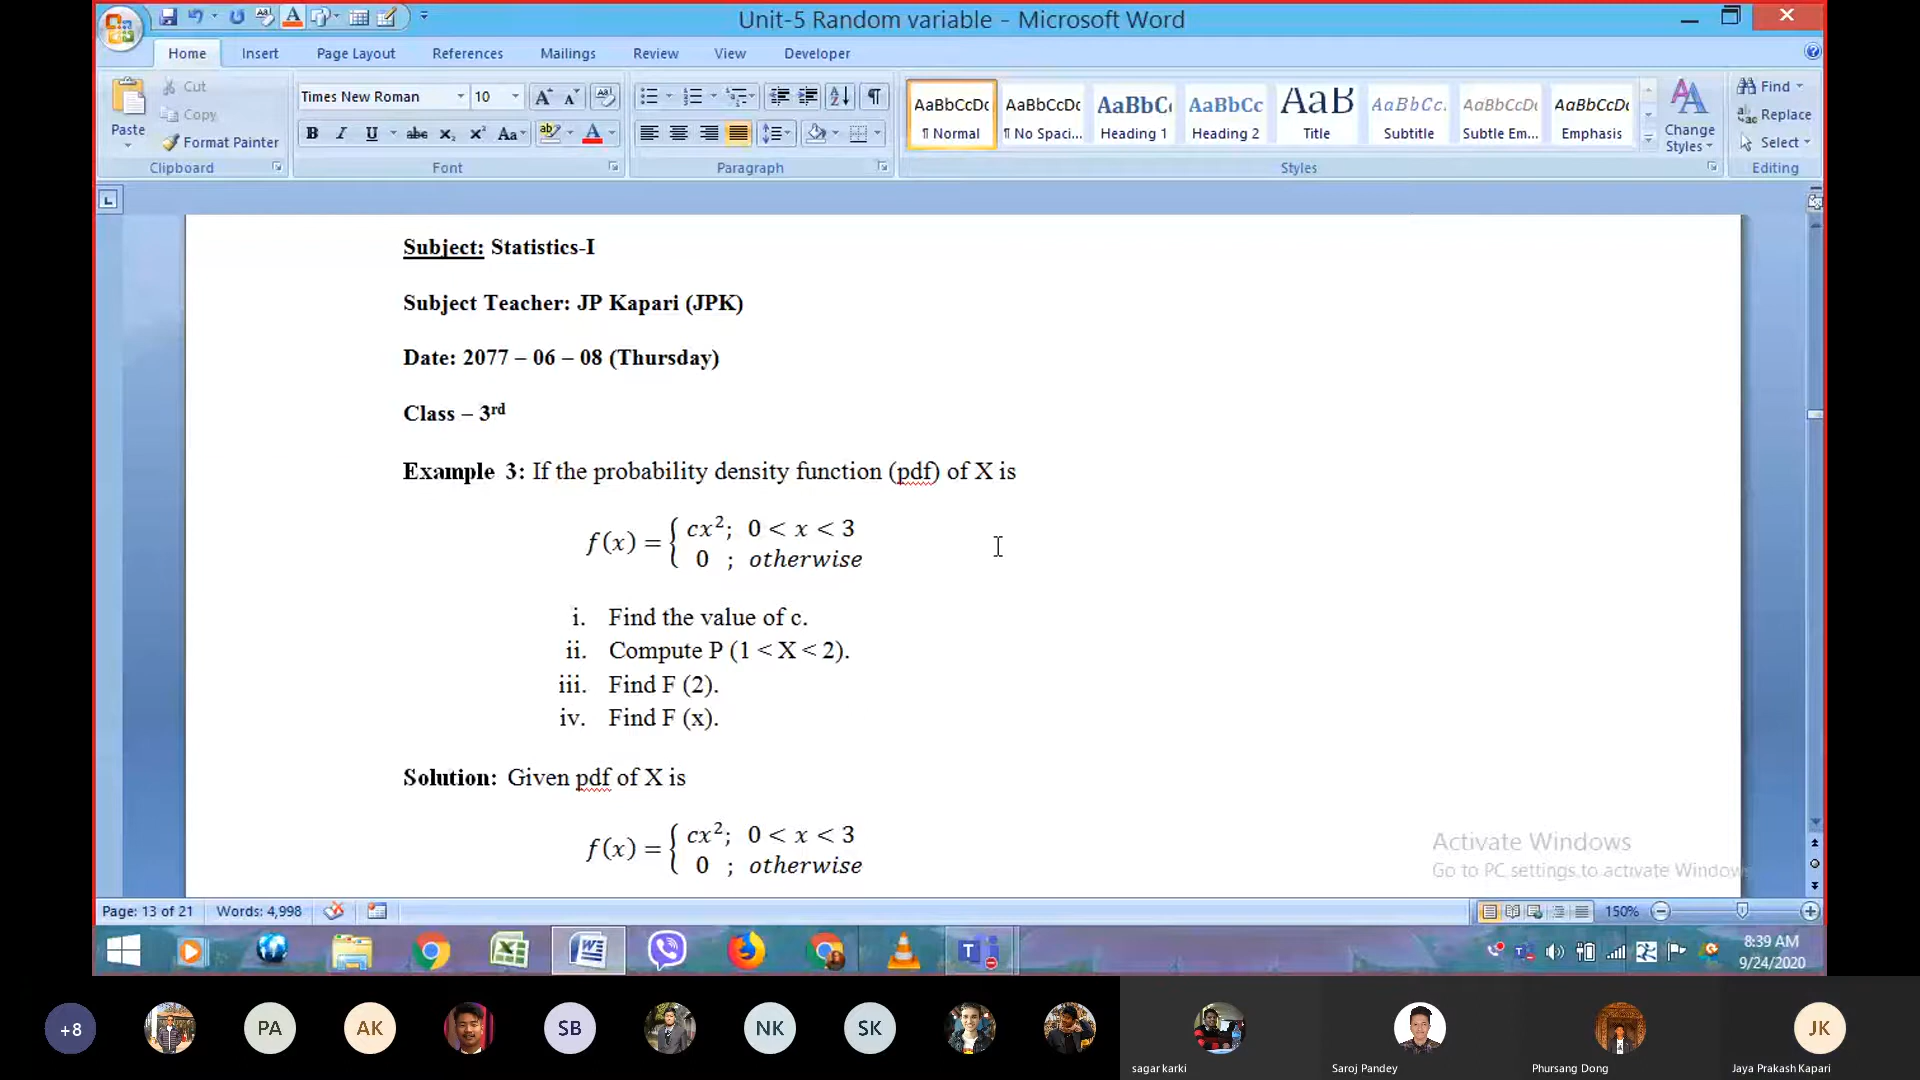 Unit-5 Random variable - Microsoft Word
Home Insert Page Layout References Mailings Review View Developer
Paste Cut Copy Format Painter
Times New Roman 10
AaBbCcDc AaBbCcDc AaBbC AaBbCc AaB AaBbCc. AaBbCcDc AaBbCcDc
¶ Normal ¶ No Spaci... Heading 1 Heading 2 Title Subtitle Subtle Em... Emphasis
Change Styles
Find Replace Select
Clipboard Font Paragraph Styles Editing
Subject: Statistics-I
Subject Teacher: JP Kapari (JPK)
Date: 2077 – 06 – 08 (Thursday)
Class – 3rd
Example 3: If the probability density function (pdf) of X is
f(x) = { cx²; 0 < x < 3
0 ; otherwise
i. Find the value of c.
ii. Compute P (1 < X < 2).
iii. Find F (2).
iv. Find F (x).
Solution: Given pdf of X is
f(x) = { cx²; 0 < x < 3
0 ; otherwise
Activate Windows
Go to PC settings to activate Windows
Page: 13 of 21 Words: 4,998 150%
8:39 AM
9/24/2020
+8 PA AK SB NK SK JK
sagar karki Saroj Pandey Phursang Dong Jaya Prakash Kapari